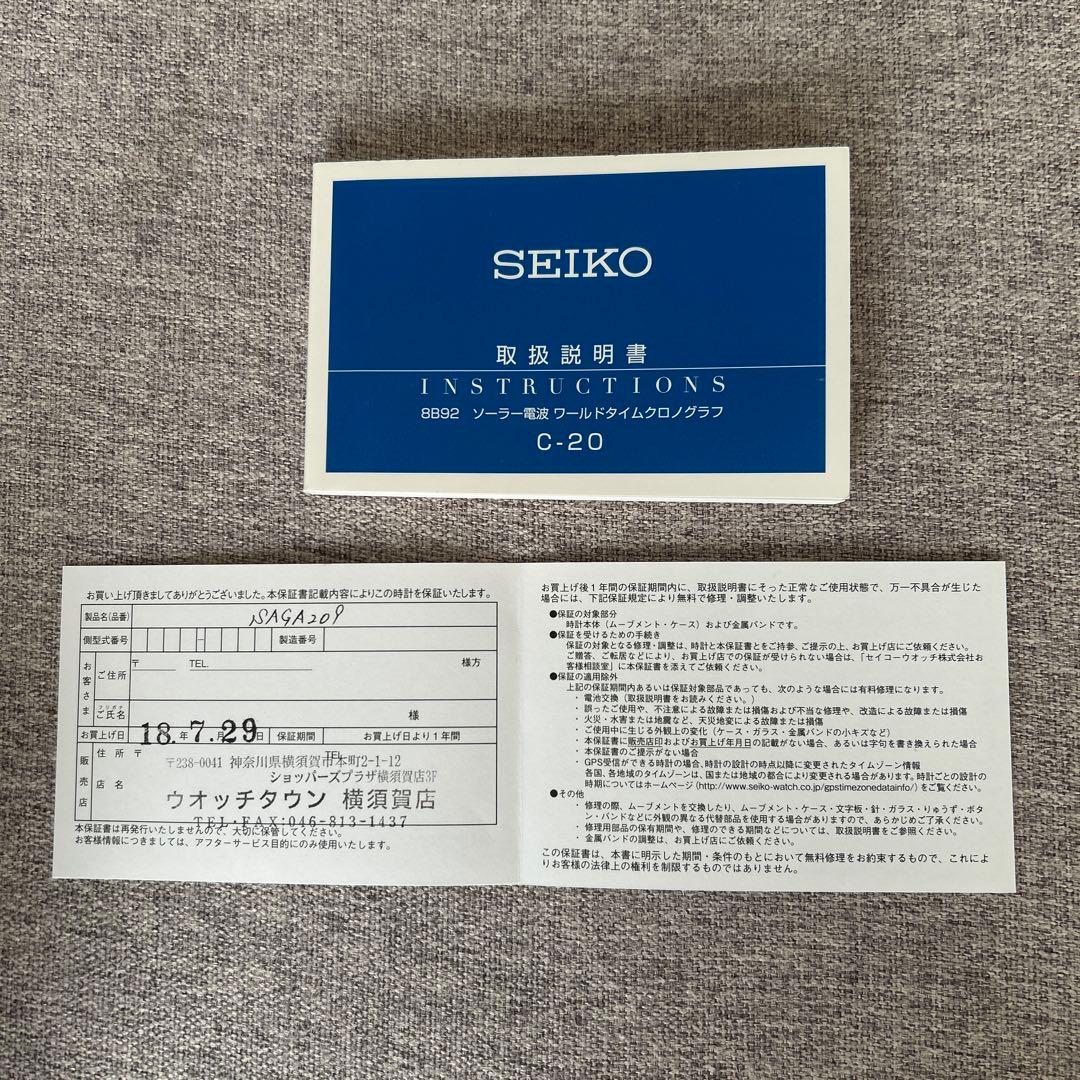 SEIKO
取扱説明書
INSTRUCTIONS
8B92 ソーラー電波 ワールドタイムクロノグラフ
C-20
お買い上げ頂きましてありがとうございました。本保証書記載内容によりこの時計を保証いたします。
製品名(品番) SAGA209
側型式番号 - 製造番号
お客さま
ご住所 〒 TEL. 様方
フリガナ
ご氏名 様
お買上げ日 18.年7.月29日 保証期間 お買上げ日より1年間
販売店
住所 〒 TEL.
〒238-0041 神奈川県横須賀市本町2-1-12
ショッパーズプラザ横須賀店3F
店名 ウオッチタウン 横須賀店
TEL・FAX:046-813-1437
本保証書は再発行いたしませんので、大切に保管してください。
お客様情報につきましては、アフターサービス目的にのみ使用いたします。
お買上げ後1年間の保証期間内に、取扱説明書にそった正常なご使用状態で、万一不具合が生じた
場合には、下記保証規定により無料で修理・調整いたします。
●保証の対象部分
時計本体（ムーブメント・ケース）および金属バンドです。
●保証を受けるための手続き
保証の対象となる修理・調整は、時計と本保証書とをご持参、ご提示の上、お買上げ店にご依頼ください。
ご贈答、ご転居などにより、お買上げ店での保証が受けられない場合は、「セイコーウオッチ株式会社お
客様相談室」に本保証書を添えてご依頼ください。
●保証の適用除外
上記の保証期間内あるいは保証対象部品であっても、次のような場合には有料修理になります。
・電池交換（取扱説明書をお読みください。）
・誤ったご使用や、不注意による故障または損傷および不当な修理や、改造による故障または損傷
・火災・水害または地震など、天災地変による故障または損傷
・ご使用中に生じる外観上の変化（ケース・ガラス・金属バンドの小キズなど）
・本保証書に販売店印およびお買上げ年月日の記載がない場合、あるいは字句を書き換えられた場合
・本保証書のご提示がない場合
・GPS受信ができる時計の場合、時計の設計の時点以降に変更されたタイムゾーン情報
各国、各地域のタイムゾーンは、国または地域の都合により変更される場合があります。時計ごとの設計の
時期についてはホームページ（http://www.seiko-watch.co.jp/gpstimezonedatainfo/）をご覧ください。
●その他
・修理の際、ムーブメントを交換したり、ムーブメント・ケース・文字板・針・ガラス・りゅうず・ボタ
ン・バンドなどに外観の異なる代替部品を使用する場合がありますので、あらかじめご了承ください。
・修理用部品の保有期間や、修理のできる期間などについては、取扱説明書をご参照ください。
・金属バンドの調整は、お買上げ店にご依頼ください。
この保証書は、本書に明示した期間・条件のもとにおいて無料修理をお約束するもので、これによ
りお客様の法律上の権利を制限するものではありません。